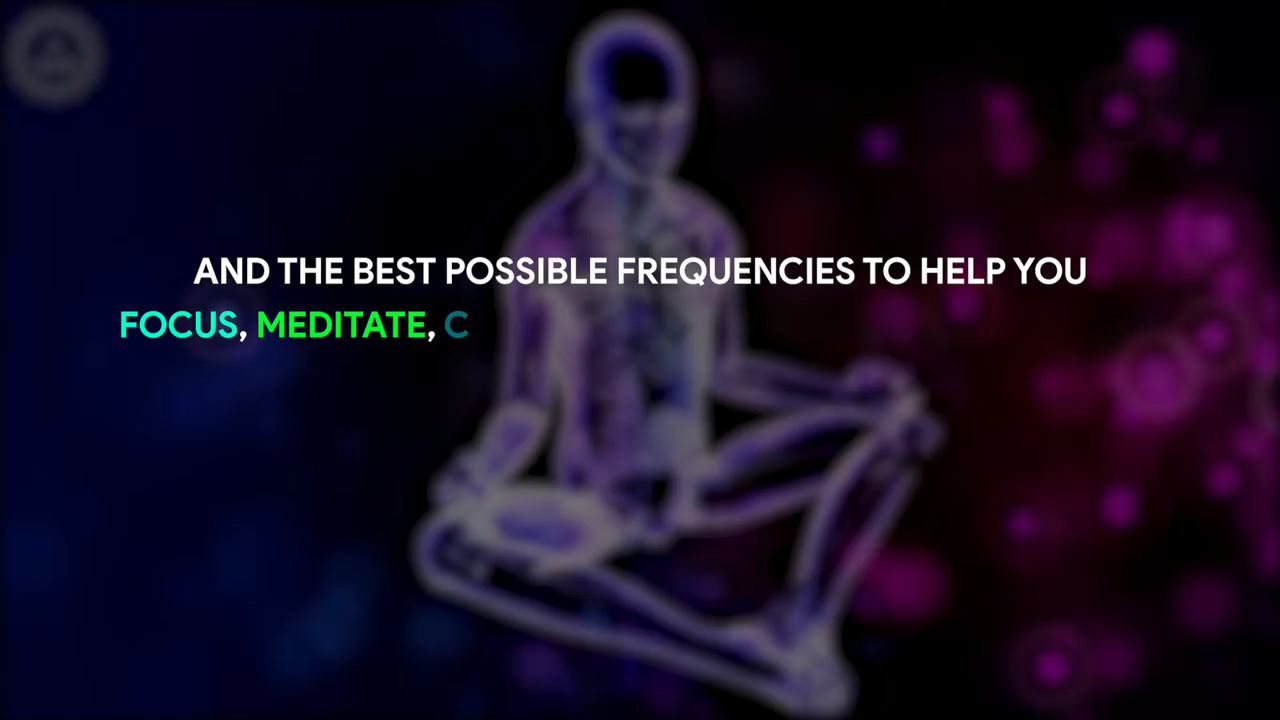 AND THE BEST POSSIBLE FREQUENCIES TO HELP YOU
FOCUS, MEDITATE, C